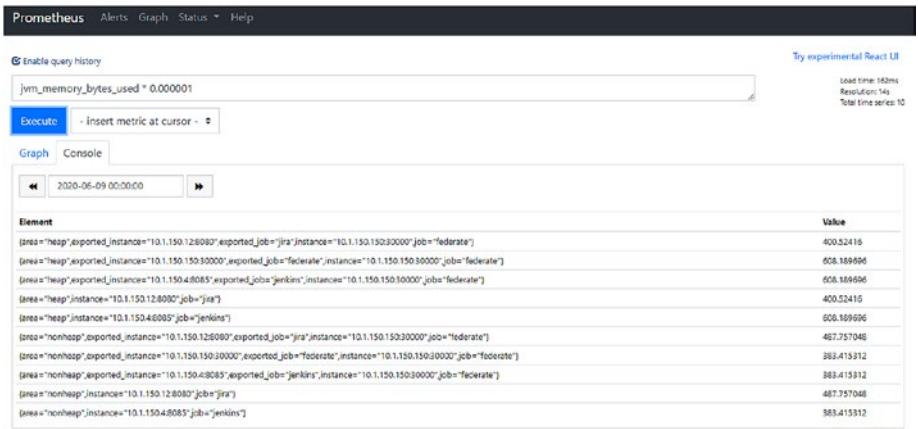 Prometheus Alerts Graph Status Help
Enable query history
Try experimental React UI
jvm_memory_bytes_used * 0.000001
Load time: 162ms
Resolution: 14s
Total time series: 10
Execute - insert metric at cursor -
Graph Console
2020-06-09 00:00:00
Element Value
{area="heap",exported_instance="10.1.150.12:8080",exported_job="jira",instance="10.1.150.150:30000",job="federate"} 400.52416
{area="heap",exported_instance="10.1.150.150:30000",exported_job="federate",instance="10.1.150.150:30000",job="federate"} 608.189696
{area="heap",exported_instance="10.1.150.4:8085",exported_job="jenkins",instance="10.1.150.150:30000",job="federate"} 608.189696
{area="heap",instance="10.1.150.12:8080",job="jira"} 400.52416
{area="heap",instance="10.1.150.4:8085",job="jenkins"} 608.189696
{area="nonheap",exported_instance="10.1.150.12:8080",exported_job="jira",instance="10.1.150.150:30000",job="federate"} 487.757048
{area="nonheap",exported_instance="10.1.150.150:30000",exported_job="federate",instance="10.1.150.150:30000",job="federate"} 383.415312
{area="nonheap",exported_instance="10.1.150.4:8085",exported_job="jenkins",instance="10.1.150.150:30000",job="federate"} 383.415312
{area="nonheap",instance="10.1.150.12:8080",job="jira"} 487.757048
{area="nonheap",instance="10.1.150.4:8085",job="jenkins"} 383.415312